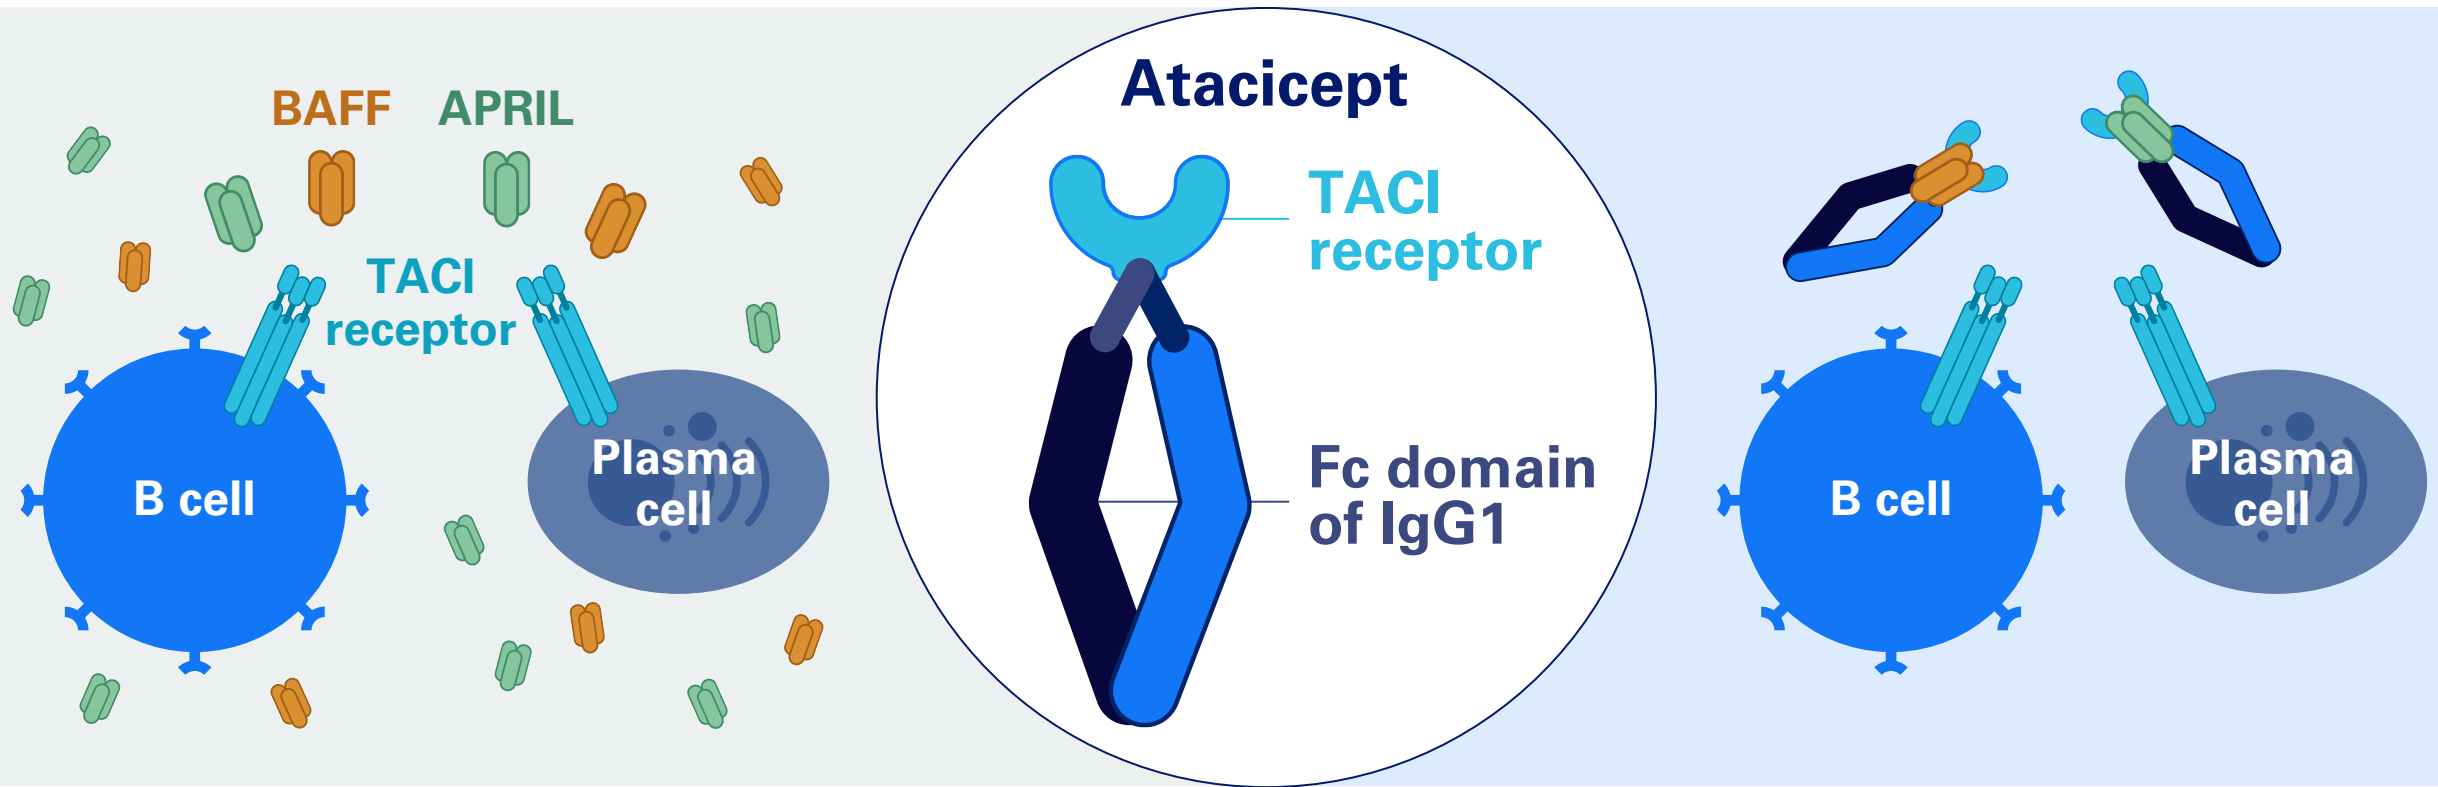 BAFF APRIL
TACI
receptor
B cell
Plasma
cell
Atacicept
TACI
receptor
Fc domain
of IgG1
B cell
Plasma
cell